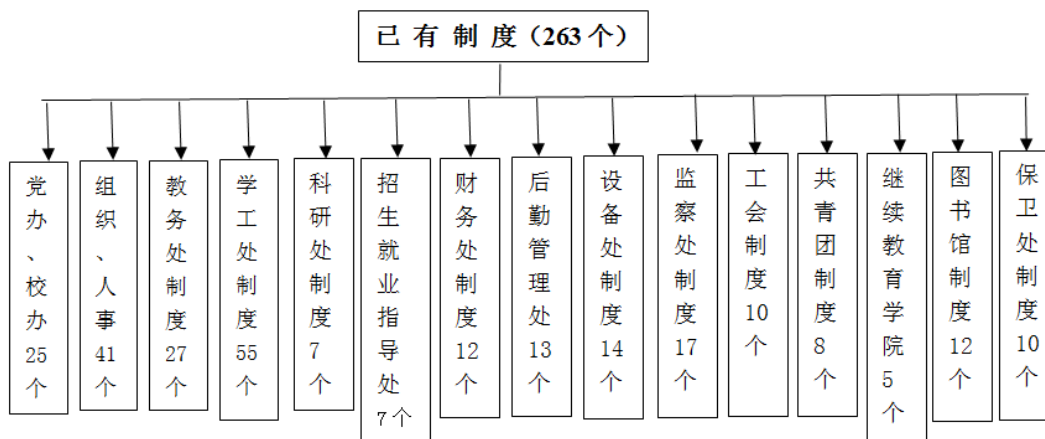 已 有 制 度（263 个）
党办、校办25个
组织、人事41个
教务处制度27个
学工处制度55个
科研处制度7个
招生就业指导处7个
财务处制度12个
后勤管理处13个
设备处制度14个
监察处制度17个
工会制度10个
共青团制度8个
继续教育学院5个
图书馆制度12个
保卫处制度10个